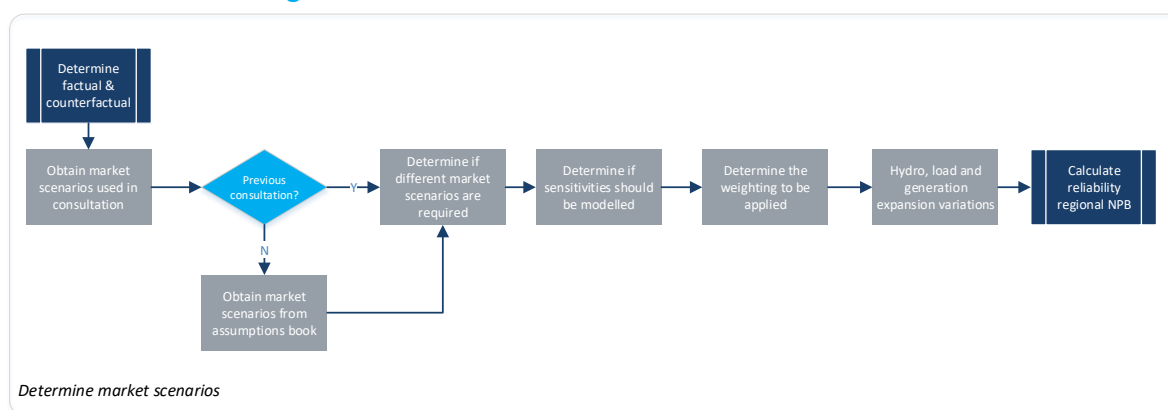 Determine
factual &
counterfactual
Obtain market
scenarios used in
consultation
Previous
consultation?
Y
N
Obtain market
scenarios from
assumptions book
Determine if
different market
scenarios are
required
Determine if
sensitivities should
be modelled
Determine the
weighting to be
applied
Hydro, load and
generation
expansion variations
Calculate
reliability
regional NPB
Determine market scenarios